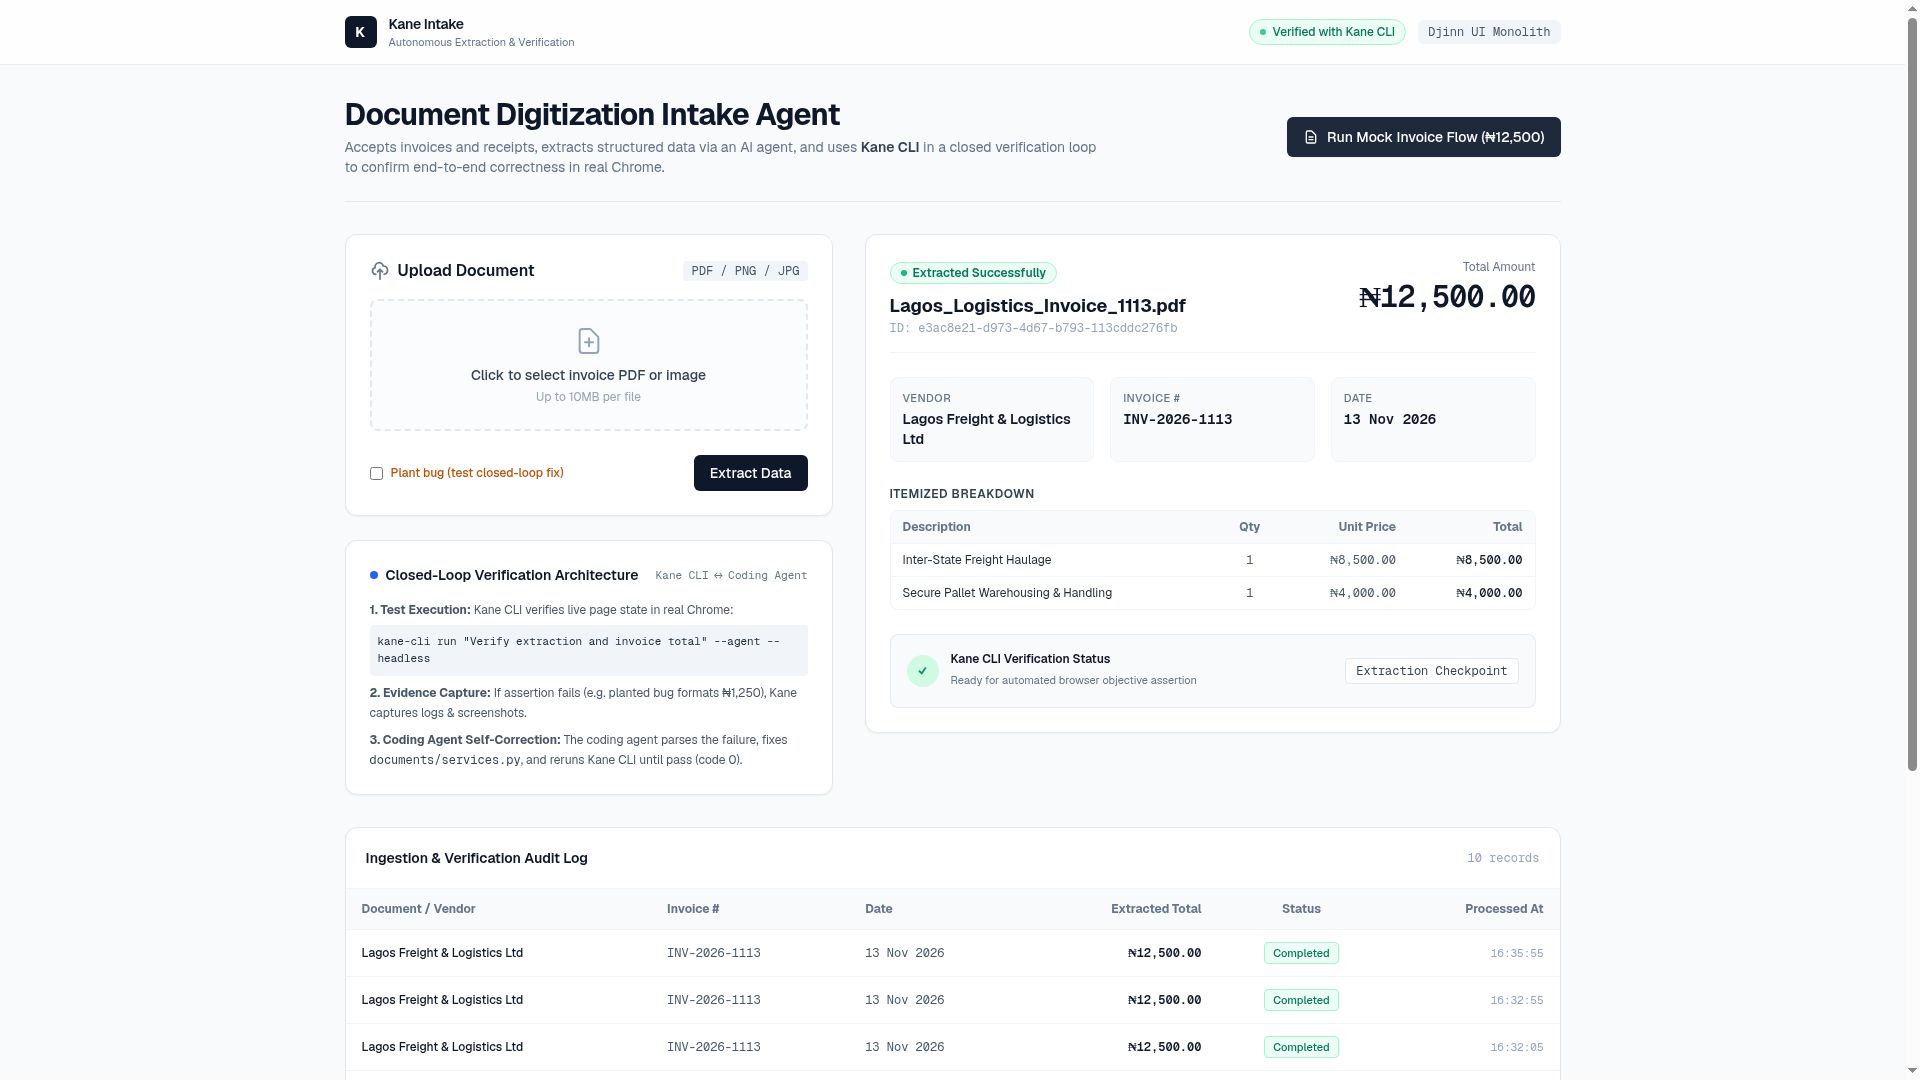 K
Kane Intake
Autonomous Extraction & Verification
Verified with Kane CLI
Djinn UI Monolith
Document Digitization Intake Agent
Accepts invoices and receipts, extracts structured data via an AI agent, and uses Kane CLI in a closed verification loop
to confirm end-to-end correctness in real Chrome.
Run Mock Invoice Flow (₦12,500)
Upload Document
PDF / PNG / JPG
Click to select invoice PDF or image
Up to 10MB per file
Plant bug (test closed-loop fix)
Extract Data
Closed-Loop Verification Architecture
Kane CLI ↔ Coding Agent
1. Test Execution: Kane CLI verifies live page state in real Chrome:
kane-cli run "Verify extraction and invoice total" --agent --
headless
2. Evidence Capture: If assertion fails (e.g. planted bug formats ₦1,250), Kane
captures logs & screenshots.
3. Coding Agent Self-Correction: The coding agent parses the failure, fixes
documents/services.py, and reruns Kane CLI until pass (code 0).
Extracted Successfully
Lagos_Logistics_Invoice_1113.pdf
ID: e3ac8e21-d973-4d67-b793-113cddc276fb
Total Amount
₦12,500.00
VENDOR
Lagos Freight & Logistics
Ltd
INVOICE #
INV-2026-1113
DATE
13 Nov 2026
ITEMIZED BREAKDOWN
Description Qty Unit Price Total
Inter-State Freight Haulage 1 ₦8,500.00 ₦8,500.00
Secure Pallet Warehousing & Handling 1 ₦4,000.00 ₦4,000.00
Kane CLI Verification Status
Ready for automated browser objective assertion
Extraction Checkpoint
Ingestion & Verification Audit Log
10 records
Document / Vendor Invoice # Date Extracted Total Status Processed At
Lagos Freight & Logistics Ltd INV-2026-1113 13 Nov 2026 ₦12,500.00 Completed 16:35:55
Lagos Freight & Logistics Ltd INV-2026-1113 13 Nov 2026 ₦12,500.00 Completed 16:32:55
Lagos Freight & Logistics Ltd INV-2026-1113 13 Nov 2026 ₦12,500.00 Completed 16:32:05